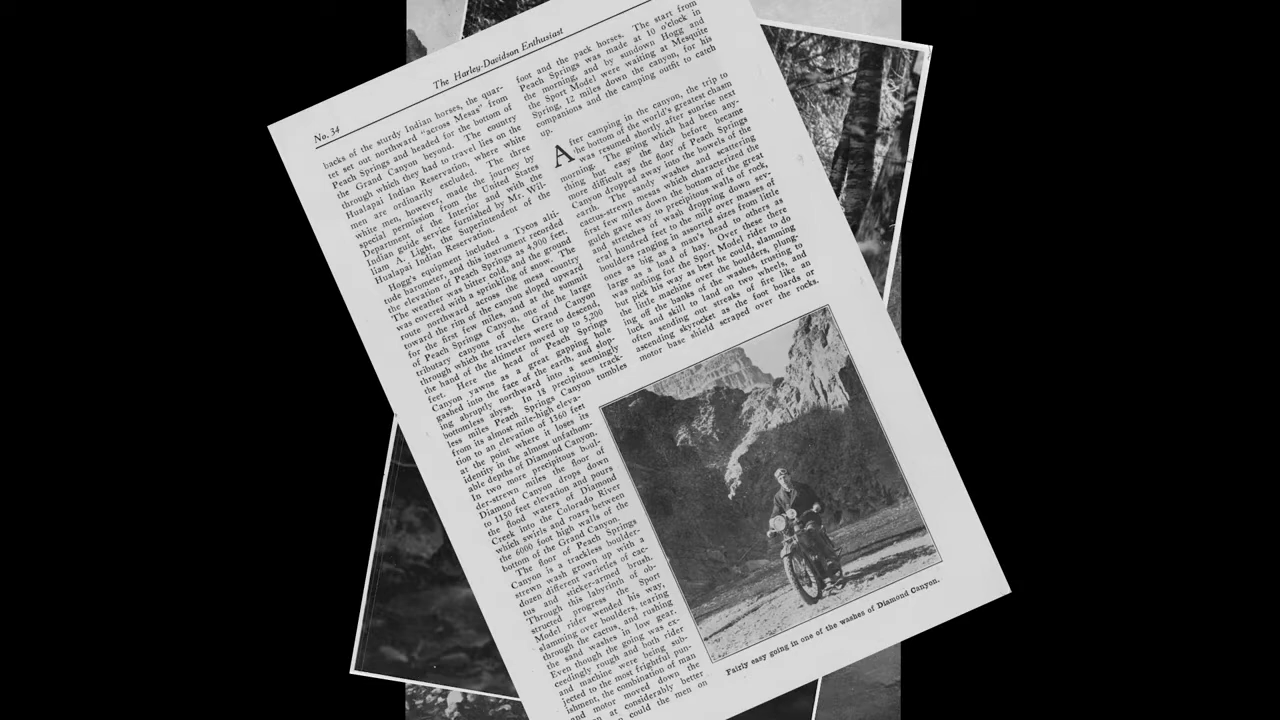 The Harley-Davidson Enthusiast
No. 34
backs of the sturdy Indian horses, the quar-
tet set out northward "across Mesas" from
Peach Springs and headed for the bottom of
the Grand Canyon beyond. The country
through which they had to travel lies on the
Hualapai Indian Reservation, where white
men are ordinarily excluded. The three
white men, however, made the journey by
special permission from the United States
Department of the Interior and with the
Indian guide service furnished by Mr. Wil-
liam A. Light, the Superintendent of the
Hualapai Indian Reservation.
Hogg's equipment included a Tycos alti-
tude barometer, and this instrument recorded
the elevation of Peach Springs as 4,900 feet.
The weather was bitter cold, and the ground
was covered with a sprinkling of snow. The
route northward across the mesa country
toward the rim of the canyon sloped upward
for the first few miles, and at the summit
of Peach Springs Canyon, one of the large
tributary canyons of the Grand Canyon
through which the travelers were to descend,
the hand of the altimeter moved up to 5,200
feet. Here the head of Peach Springs
Canyon yawns as a great gapping hole
gashed into the face of the earth, and slop-
ing abruptly northward into a seemingly
bottomless abyss. In 18 precipitous track-
less miles Peach Springs Canyon tumbles
from its almost mile-high eleva-
tion to an elevation of 1360 feet
at the point where it loses its
identity in the almost unfathom-
able depths of Diamond Canyon.
In two more precipitous boul-
der-strewn miles the floor of
Diamond Canyon drops down
to 1150 feet elevation and pours
the flood waters of Diamond
Creek into the Colorado River
which swirls and roars between
the 6000 foot high walls of the
bottom of the Grand Canyon.
The floor of Peach Springs
Canyon is a trackless boulder-
strewn wash grown up with a
dozen different varieties of cac-
tus and sticker-armed brush.
Through this labyrinth of ob-
structed progress the Sport
Model rider wended his way,
slamming over boulders, tearing
through the cactus, and rushing
the sand washes in low gear.
Even though the going was ex-
ceedingly rough and both rider
and machine were being sub-
jected to the most frightful pun-
ishment, the combination of man
and motor moved down the
at considerably better
could the men on
foot and the pack horses. The start from
Peach Springs was made at 10 o'clock in
the morning, and by sundown Hogg and
the Sport Model were waiting at Mesquite
Spring, 12 miles down the canyon, for his
companions and the camping outfit to catch
up.
After camping in the canyon, the trip to
the bottom of the world's greatest chasm
was resumed shortly after sunrise next
morning. The going which had been any-
thing but easy the day before became
more difficult as the floor of Peach Springs
Canyon dropped away into the bowels of the
earth. The sandy washes and scattering
cactus-strewn mesas which characterized the
first few miles down the bottom of the great
gulch gave way to precipitous walls of rock,
and stretches of wash dropping down sev-
eral hundred feet to the mile over masses of
boulders ranging in assorted sizes from little
ones as big as a man's head to others as
large as a load of hay. Over these there
was nothing for the Sport Model rider to do
but pick his way as best he could, slamming
the little machine over the boulders, plung-
ing off the banks of the washes, trusting to
luck and skill to land on two wheels, and
often sending out streaks of fire like an
ascending skyrocket as the foot boards or
motor base shield scraped over the rocks.
Fairly easy going in one of the washes of Diamond Canyon.